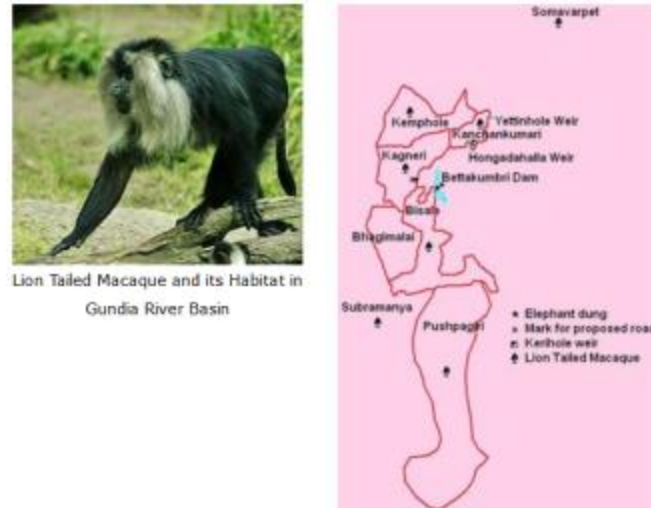 Lion Tailed Macaque and its Habitat in
Gundia River Basin
Somavarpet
Kemphole
Yettinhole Weir
Kanchankumari
Kagneri
Hongadahalla Weir
Bettakumbri Dam
Bisale
Bhagimalai
Subramanya
Pushpagiri
Elephant dung
Mark for proposed road
Kerihole weir
Lion Tailed Macaque